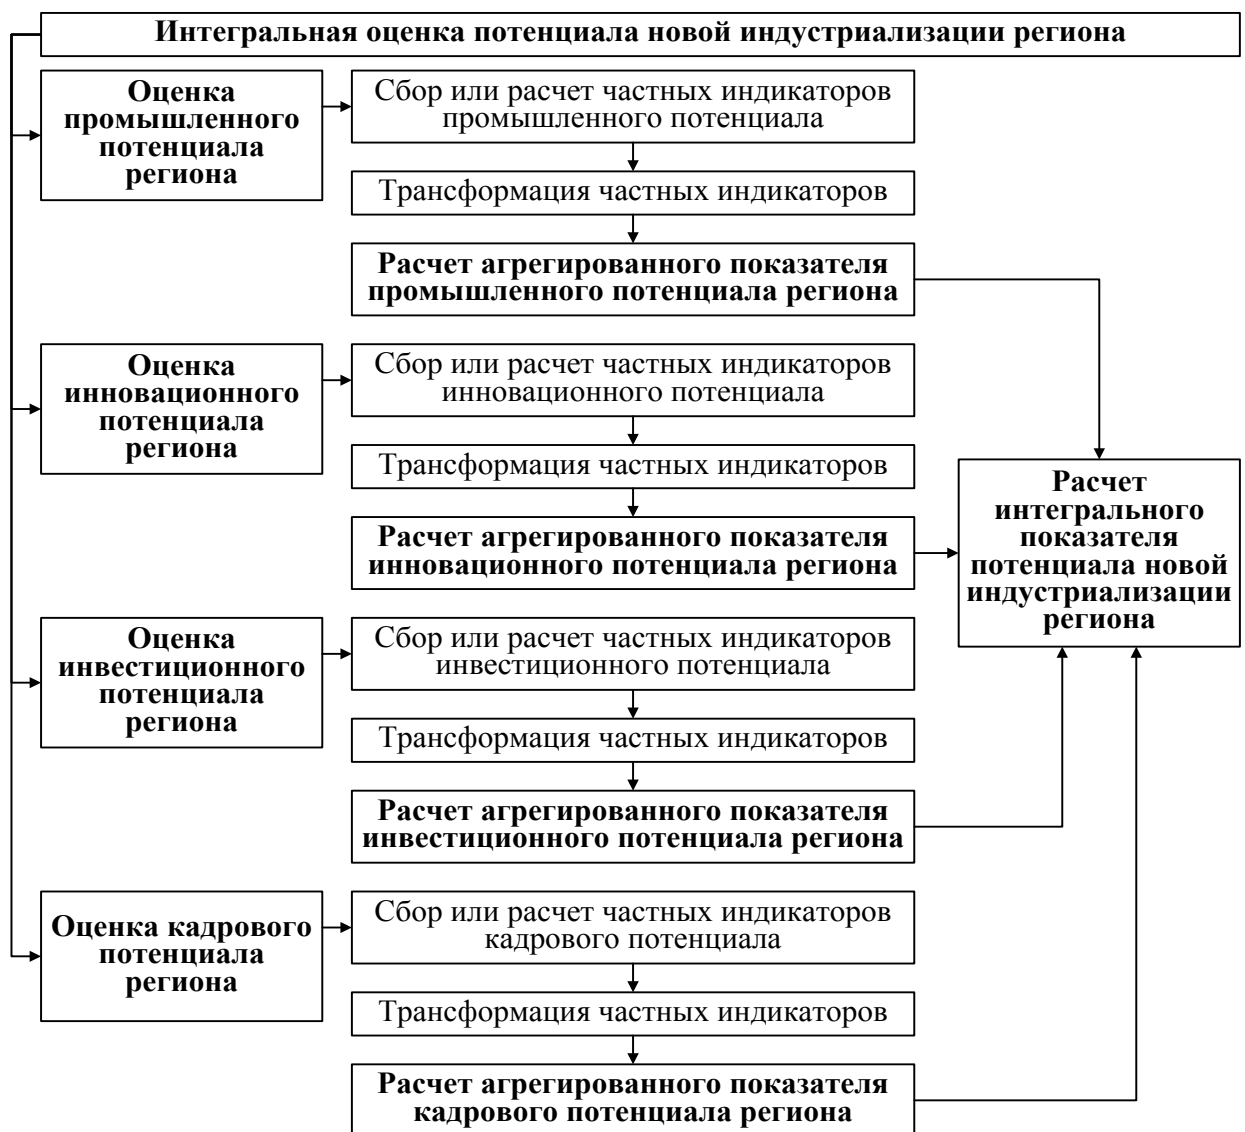 Интегральная оценка потенциала новой индустриализации региона
Оценка
промышленного
потенциала
региона
Сбор или расчет частных индикаторов
промышленного потенциала
Трансформация частных индикаторов
Расчет агрегированного показателя
промышленного потенциала региона
Оценка
инновационного
потенциала
региона
Сбор или расчет частных индикаторов
инновационного потенциала
Трансформация частных индикаторов
Расчет агрегированного показателя
инновационного потенциала региона
Оценка
инвестиционного
потенциала
региона
Сбор или расчет частных индикаторов
инвестиционного потенциала
Трансформация частных индикаторов
Расчет агрегированного показателя
инвестиционного потенциала региона
Оценка кадрового
потенциала
региона
Сбор или расчет частных индикаторов
кадрового потенциала
Трансформация частных индикаторов
Расчет агрегированного показателя
кадрового потенциала региона
Расчет
интегрального
показателя
потенциала новой
индустриализации
региона